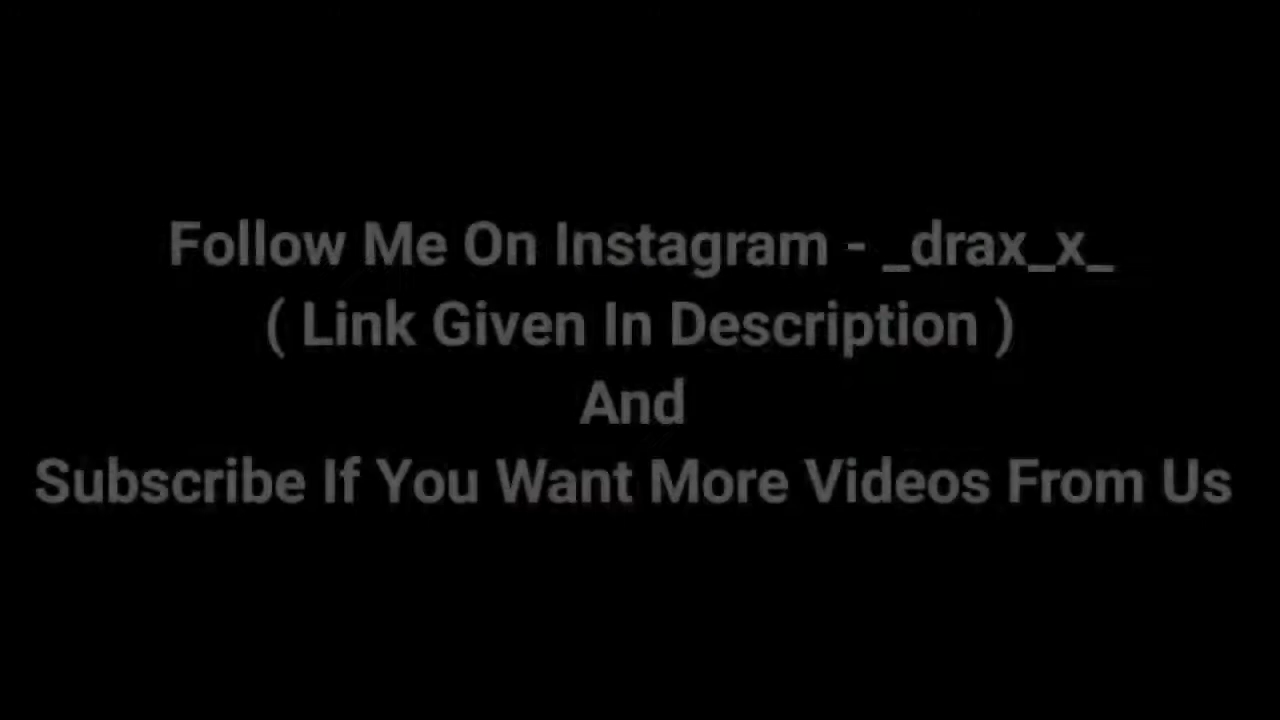 Follow Me On Instagram - _drax_x_
( Link Given In Description )
And
Subscribe If You Want More Videos From Us